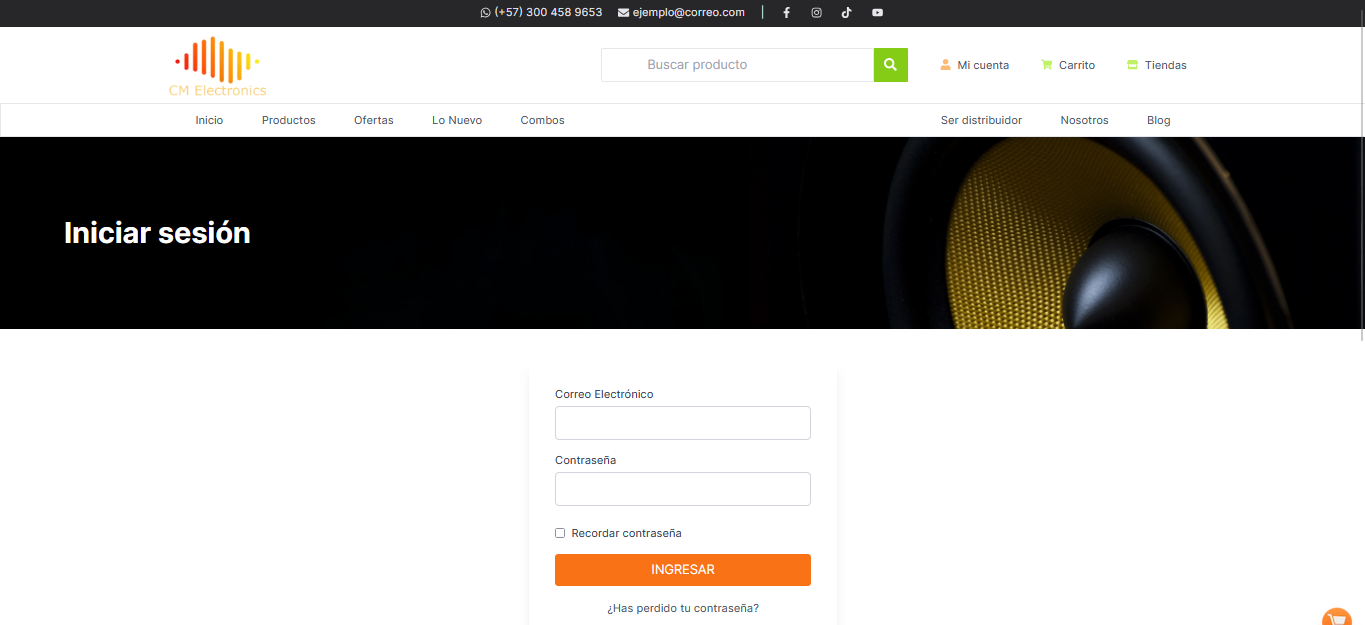 (+57) 300 458 9653 ejemplo@correo.com |
CM Electronics
Buscar producto
Mi cuenta Carrito Tiendas
Inicio Productos Ofertas Lo Nuevo Combos Ser distribuidor Nosotros Blog
Iniciar sesión
Correo Electrónico
Contraseña
Recordar contraseña
INGRESAR
¿Has perdido tu contraseña?